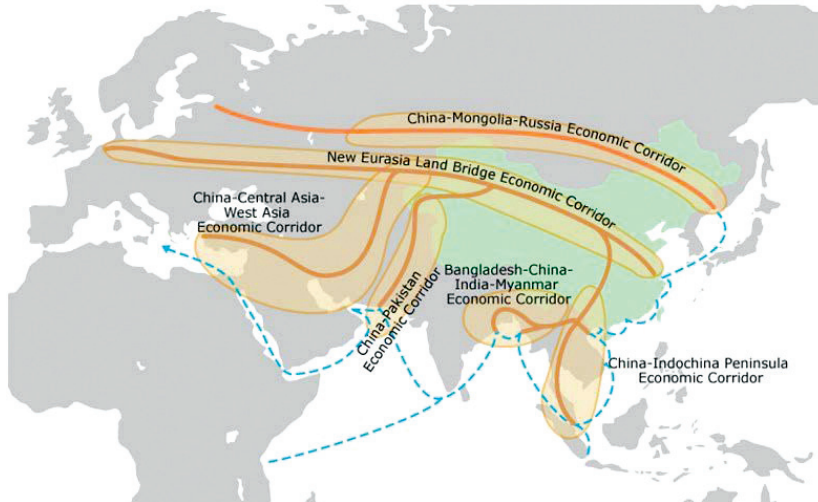 China-Mongolia-Russia Economic Corridor
New Eurasia Land Bridge Economic Corridor
China-Central Asia-
West Asia
Economic Corridor
China-Pakistan
Economic Corridor
Bangladesh-China-
India-Myanmar
Economic Corridor
China-Indochina Peninsula
Economic Corridor